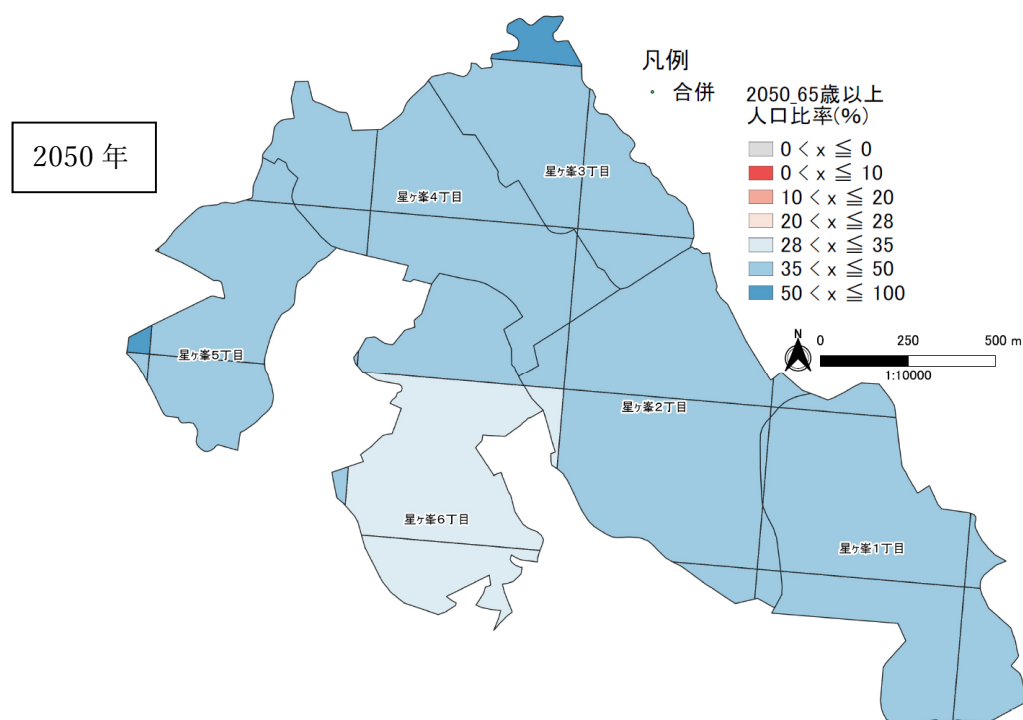 2050 年
凡例
合併
2050_65歳以上
人口比率(%)
0 < x ≦ 0
0 < x ≦ 10
10 < x ≦ 20
20 < x ≦ 28
28 < x ≦ 35
35 < x ≦ 50
50 < x ≦ 100
N
0 250 500 m
1:10000
星ヶ峯3丁目
星ヶ峯4丁目
星ヶ峯5丁目
星ヶ峯2丁目
星ヶ峯6丁目
星ヶ峯1丁目